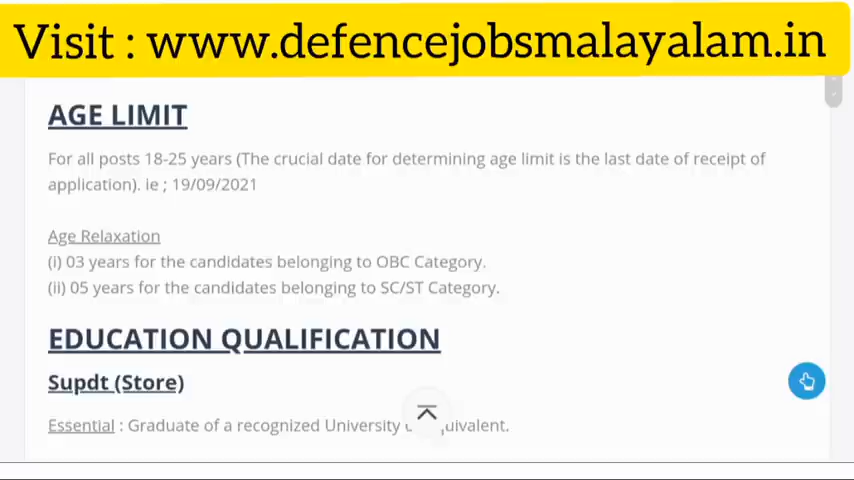 Visit : www.defencejobsmalayalam.in
AGE LIMIT
For all posts 18-25 years (The crucial date for determining age limit is the last date of receipt of
application). ie ; 19/09/2021
Age Relaxation
(i) 03 years for the candidates belonging to OBC Category.
(ii) 05 years for the candidates belonging to SC/ST Category.
EDUCATION QUALIFICATION
Supdt (Store)
Essential : Graduate of a recognized University